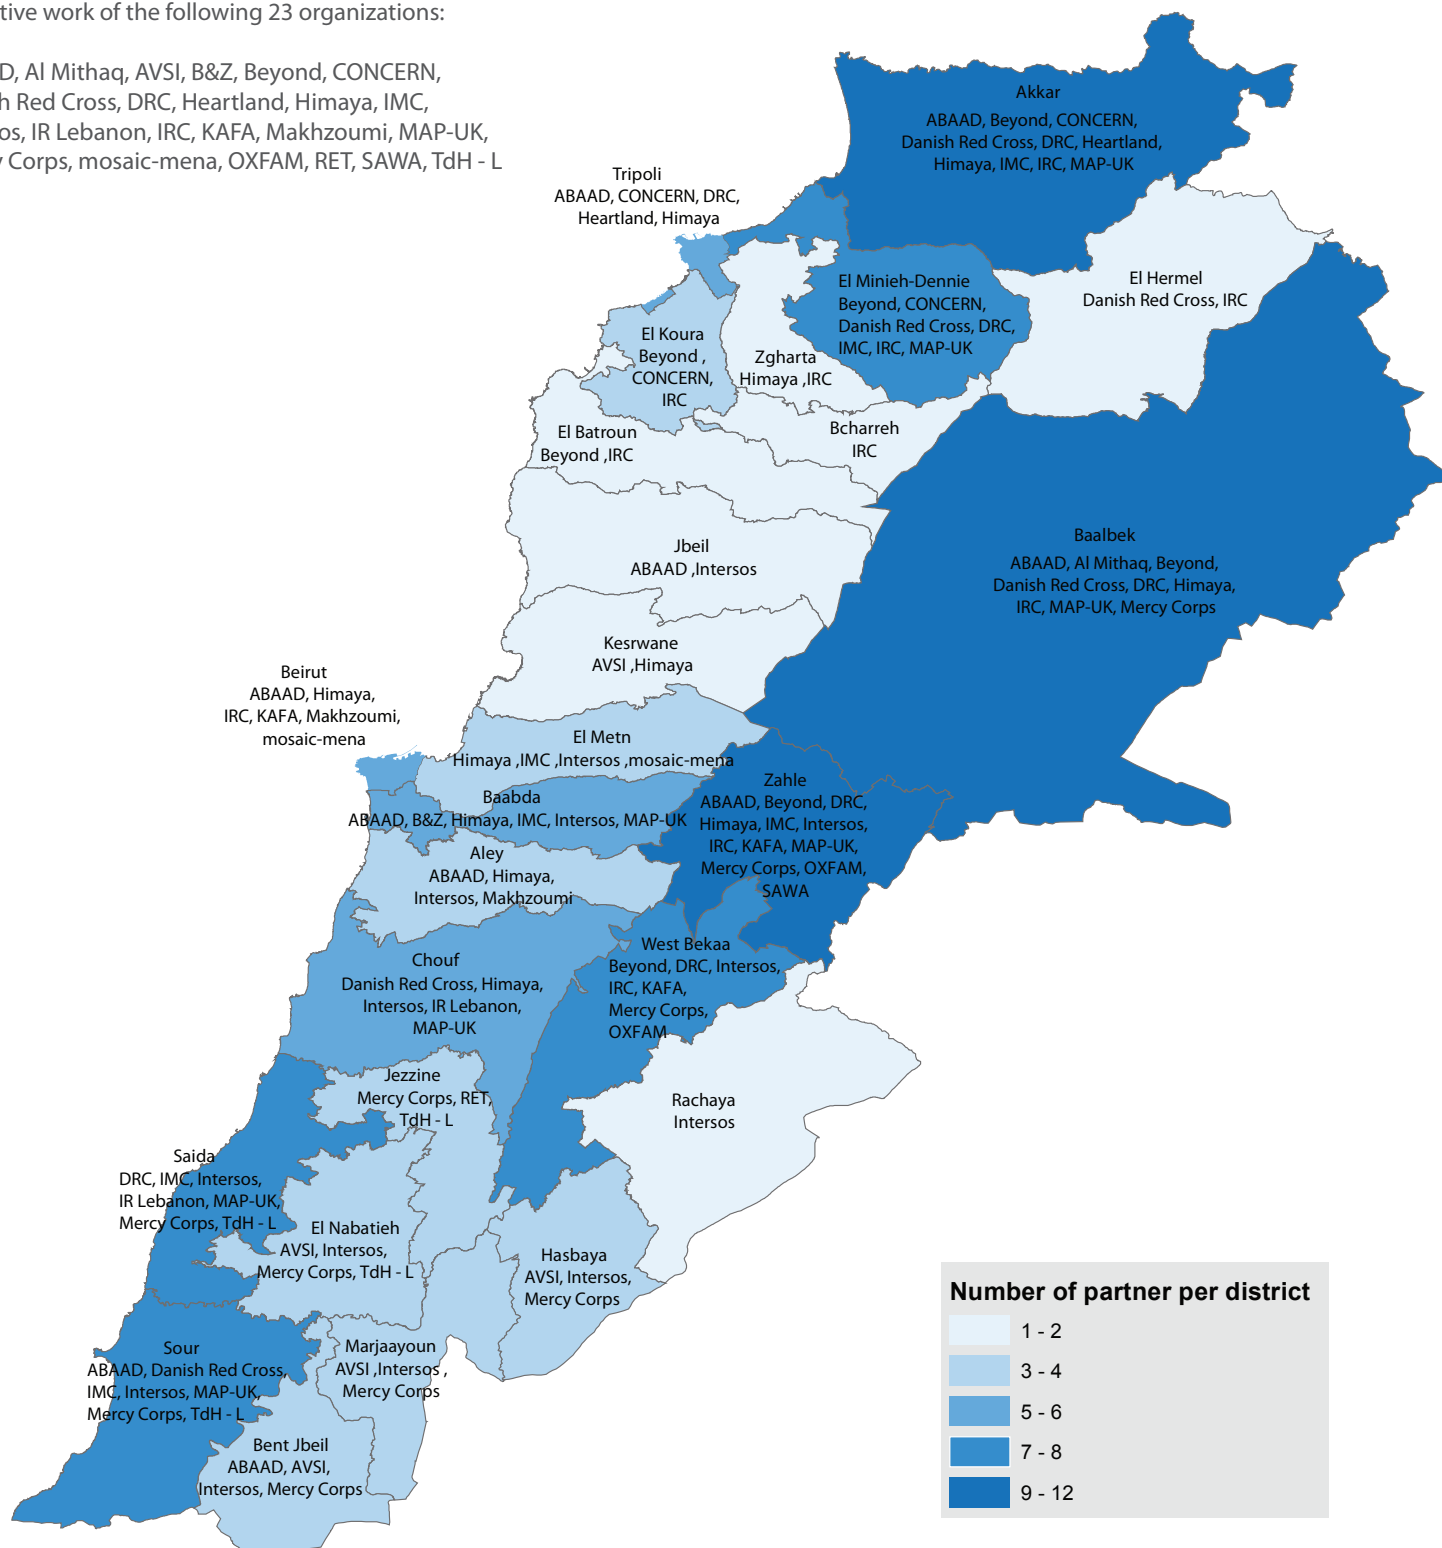 tive work of the following 23 organizations:
D, Al Mithaq, AVSI, B&Z, Beyond, CONCERN,
h Red Cross, DRC, Heartland, Himaya, IMC,
os, IR Lebanon, IRC, KAFA, Makhzoumi, MAP-UK,
y Corps, mosaic-mena, OXFAM, RET, SAWA, TdH - L
Akkar
ABAAD, Beyond, CONCERN,
Danish Red Cross, DRC, Heartland,
Himaya, IMC, IRC, MAP-UK
Tripoli
ABAAD, CONCERN, DRC,
Heartland, Himaya
El Hermel
Danish Red Cross, IRC
El Minieh-Dennie
Beyond, CONCERN,
Danish Red Cross, DRC,
IMC, IRC, MAP-UK
El Koura
Beyond ,
CONCERN,
IRC
Zgharta
Himaya ,IRC
Bcharreh
IRC
El Batroun
Beyond ,IRC
Jbeil
ABAAD ,Intersos
Baalbek
ABAAD, Al Mithaq, Beyond,
Danish Red Cross, DRC, Himaya,
IRC, MAP-UK, Mercy Corps
Kesrwane
AVSI ,Himaya
Beirut
ABAAD, Himaya,
IRC, KAFA, Makhzoumi,
mosaic-mena
El Metn
Himaya ,IMC ,Intersos ,mosaic-mena
Baabda
ABAAD, B&Z, Himaya, IMC, Intersos, MAP-UK
Zahle
ABAAD, Beyond, DRC,
Himaya, IMC, Intersos,
IRC, KAFA, MAP-UK,
Mercy Corps, OXFAM,
SAWA
Aley
ABAAD, Himaya,
Intersos, Makhzoumi
Chouf
Danish Red Cross, Himaya,
Intersos, IR Lebanon,
MAP-UK
West Bekaa
Beyond, DRC, Intersos,
IRC, KAFA,
Mercy Corps,
OXFAM
Jezzine
Mercy Corps, RET,
TdH - L
Rachaya
Intersos
Saida
DRC, IMC, Intersos,
IR Lebanon, MAP-UK,
Mercy Corps, TdH - L
El Nabatieh
AVSI, Intersos,
Mercy Corps, TdH - L
Hasbaya
AVSI, Intersos,
Mercy Corps
Sour
ABAAD, Danish Red Cross,
IMC, Intersos, MAP-UK,
Mercy Corps, TdH - L
Marjaayoun
AVSI ,Intersos ,
Mercy Corps
Bent Jbeil
ABAAD, AVSI,
Intersos, Mercy Corps
Number of partner per district
1 - 2
3 - 4
5 - 6
7 - 8
9 - 12